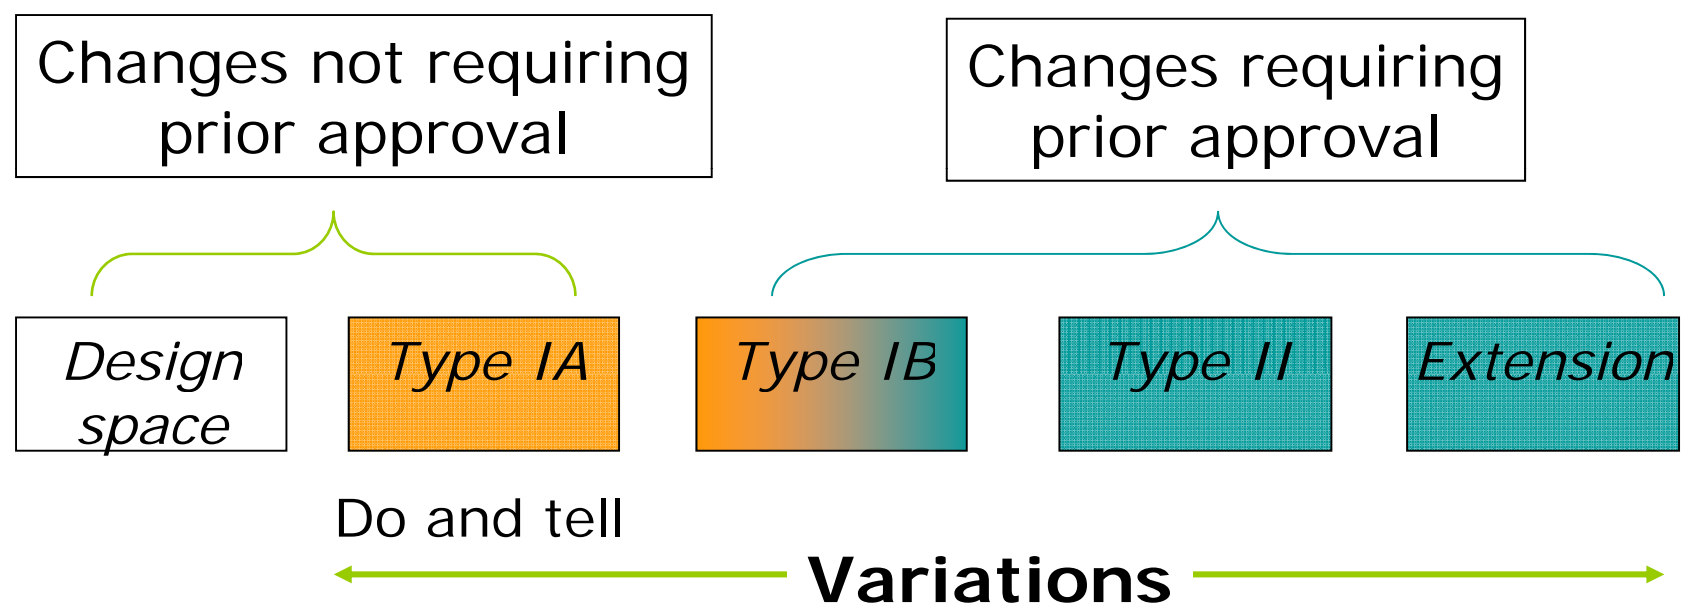 Changes not requiring
prior approval
Changes requiring
prior approval
Design
space
Type IA
Type IB
Type II
Extension
Do and tell
Variations